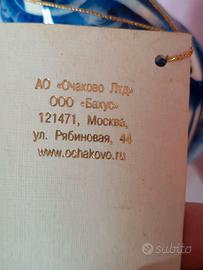 АО «Очаково Лтд»
ООО «Бахус»
121471, Москва,
ул. Рябиновая, 44
www.ochakovo.ru
subito